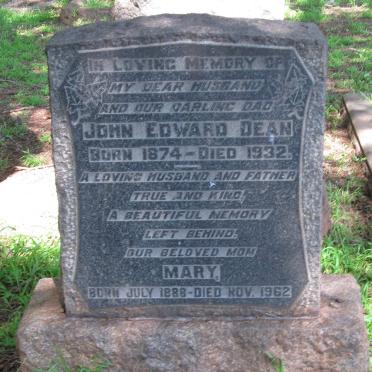 IN LOVING MEMORY OF
MY DEAR HUSBAND
AND OUR DARLING DAD
JOHN EDWARD DEAN
BORN 1874-DIED 1932.
A LOVING HUSBAND AND FATHER
TRUE AND KIND,
A BEAUTIFUL MEMORY
LEFT BEHIND.
OUR BELOVED MOM
MARY,
BORN JULY 1888-DIED NOV. 1962